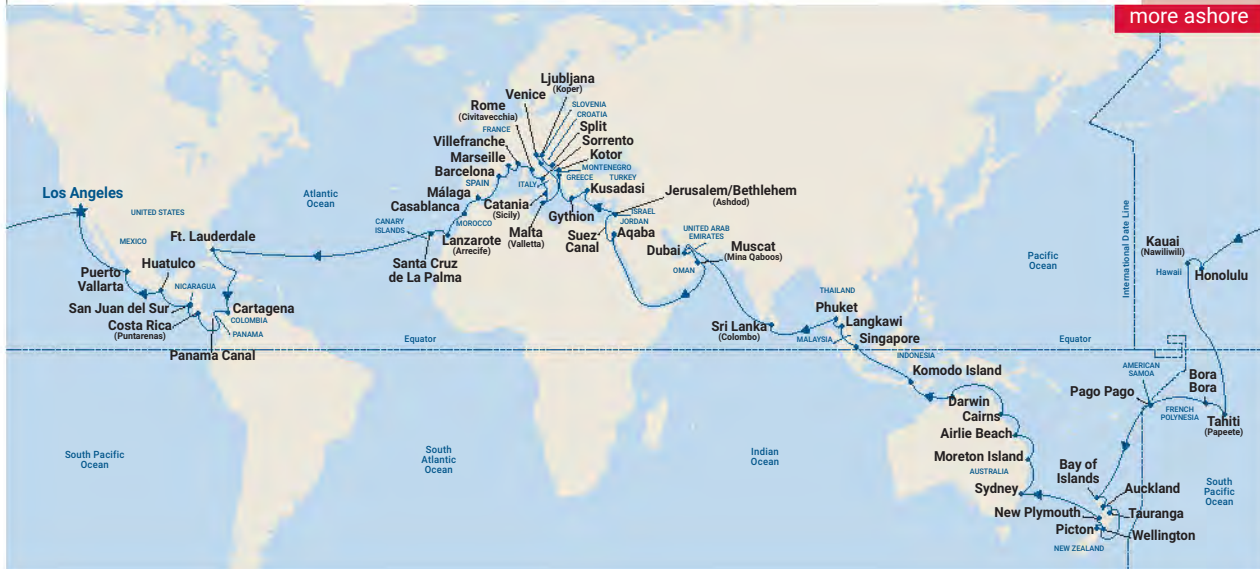 more ashore
Ljubljana
(Koper)
Venice
SLOVENIA
CROATIA
Rome
(Civitavecchia)
FRANCE
Split
Villefranche
Sorrento
Marseille
Kotor
MONTENEGRO
Barcelona
SPAIN
ITALY
GREECE
TURKEY
Kusadasi
Los Angeles
Atlantic
Ocean
Málaga
Casablanca
Catania
(Sicily)
Gythion
Jerusalem/Bethlehem
(Ashdod)
ISRAEL
JORDAN
UNITED STATES
CANARY
ISLANDS
MOROCCO
Lanzarote
(Arrecife)
Malta
(Valletta)
Suez
Canal
Aqaba
UNITED ARAB
EMIRATES
Dubai
Muscat
(Mina Qaboos)
OMAN
International Date Line
Kauai
(Nawiliwili)
Hawaii
Honolulu
Pacific
Ocean
Ft. Lauderdale
MEXICO
Huatulco
Santa Cruz
de La Palma
Puerto
Vallarta
NICARAGUA
San Juan del Sur
Cartagena
COLOMBIA
Costa Rica
(Puntarenas)
PANAMA
Panama Canal
THAILAND
Phuket
Langkawi
Sri Lanka
(Colombo)
MALAYSIA
Singapore
Equator
Equator
INDONESIA
Komodo Island
AMERICAN
SAMOA
Bora
Bora
Pago Pago
FRENCH
POLYNESIA
Tahiti
(Papeete)
Darwin
Cairns
Airlie Beach
South Pacific
Ocean
South
Atlantic
Ocean
Indian
Ocean
Moreton Island
AUSTRALIA
Sydney
Bay of
Islands
Auckland
South
Pacific
Ocean
New Plymouth
Tauranga
Picton
Wellington
NEW ZEALAND